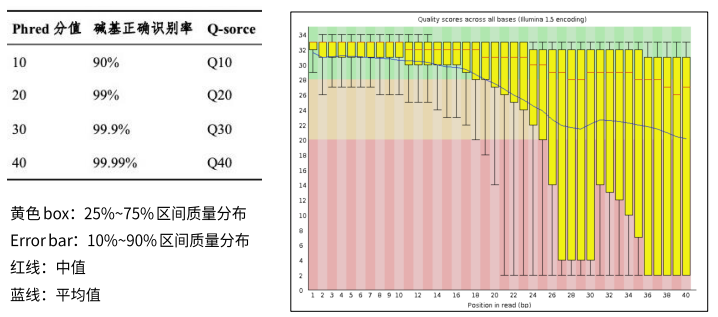 Phred 分值 碱基正确识别率 Q-sorce
10 90% Q10
20 99% Q20
30 99.9% Q30
40 99.99% Q40
黄色 box：25%~75% 区间质量分布
Error bar：10%~90% 区间质量分布
红线：中值
蓝线：平均值
Quality scores across all bases (Illumina 1.5 encoding)
34
32
30
28
26
24
22
20
18
16
14
12
10
8
6
4
2
0
1 2 3 4 5 6 7 8 9 10 12 14 16 18 20 22 24 26 28 30 32 34 36 38 40
Position in read (bp)